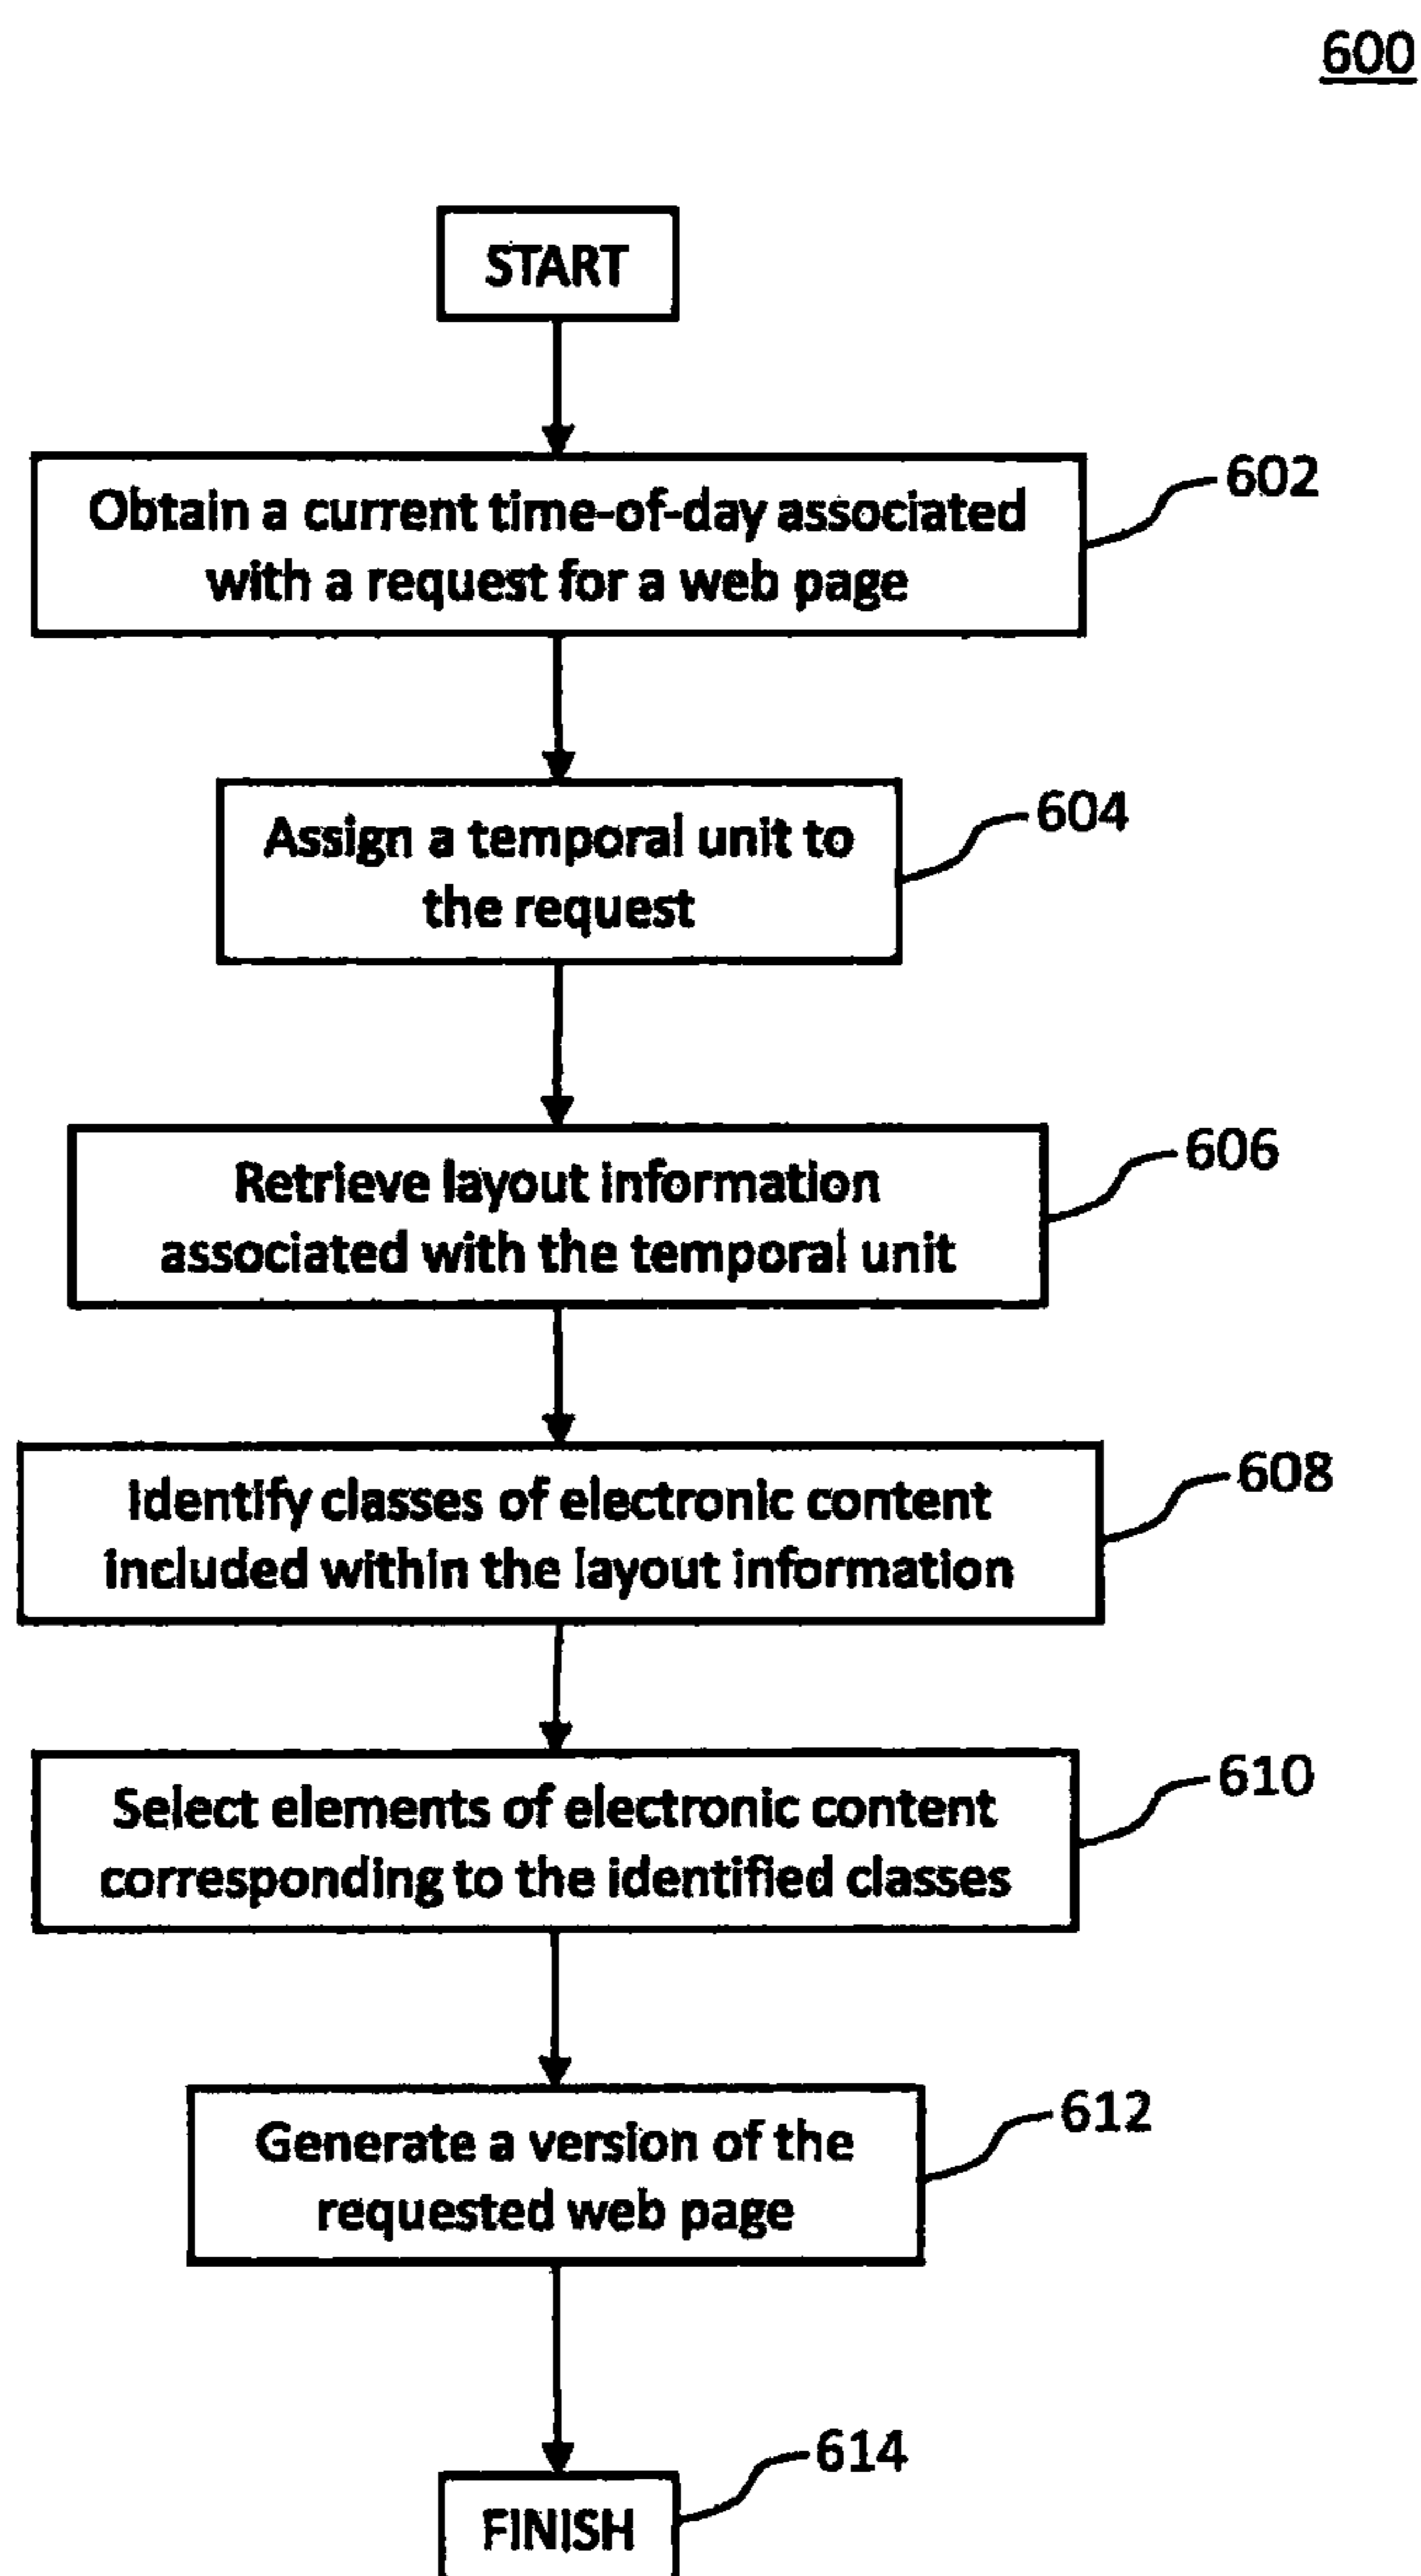 600
START
Obtain a current time-of-day associated
with a request for a web page
602
Assign a temporal unit to
the request
604
Retrieve layout information
associated with the temporal unit
606
Identify classes of electronic content
included within the layout information
608
Select elements of electronic content
corresponding to the identified classes
610
Generate a version of the
requested web page
612
FINISH
614